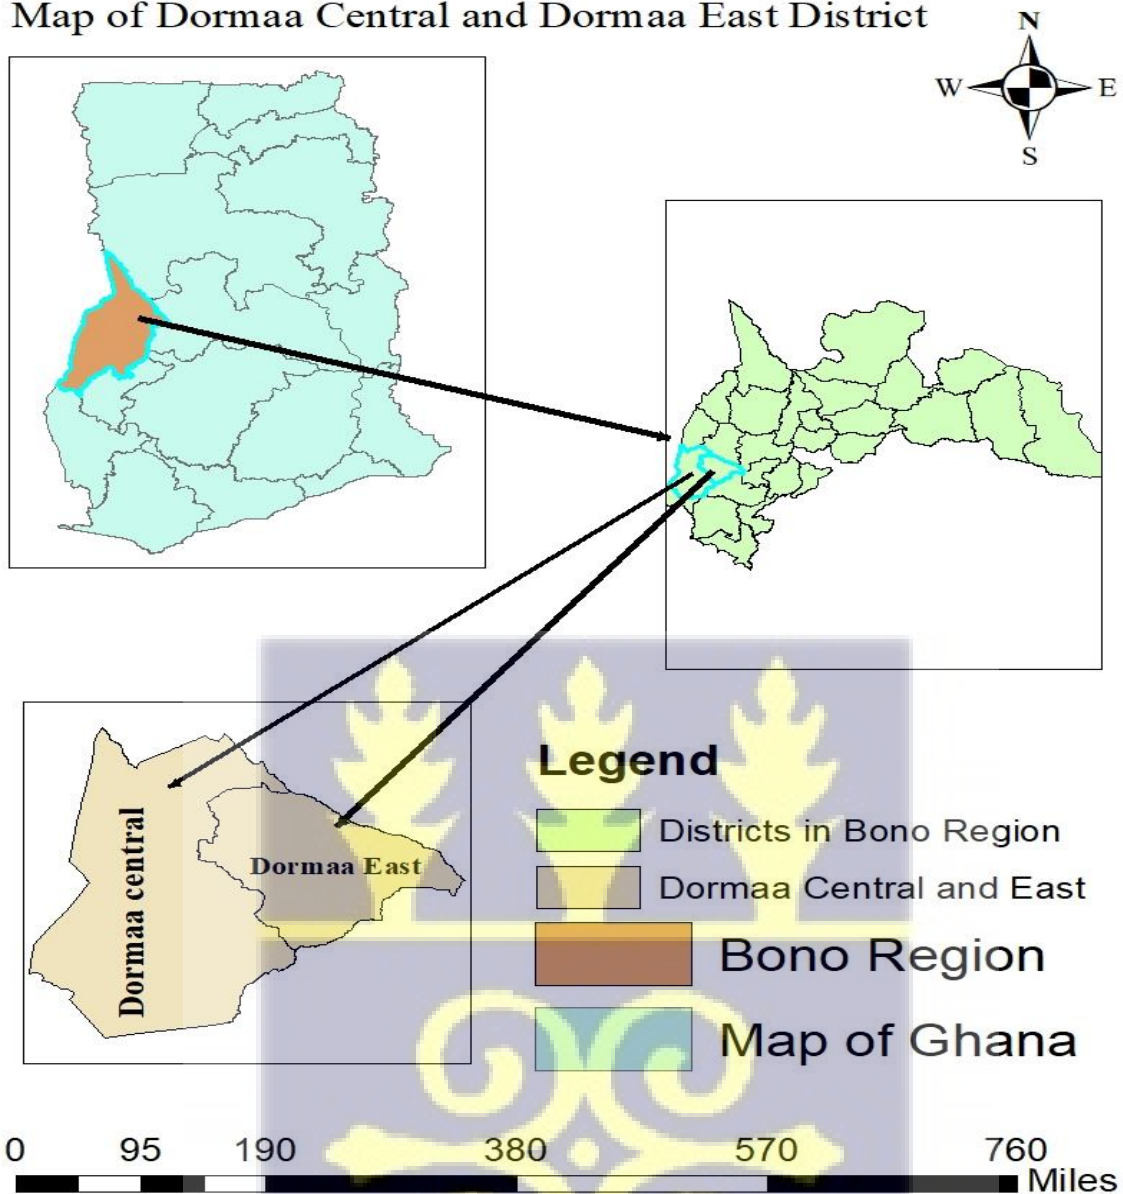 Map of Dormaa Central and Dormaa East District
N
W E
S
Dormaa central
Dormaa East
Legend
Districts in Bono Region
Dormaa Central and East
Bono Region
Map of Ghana
0 95 190 380 570 760
Miles